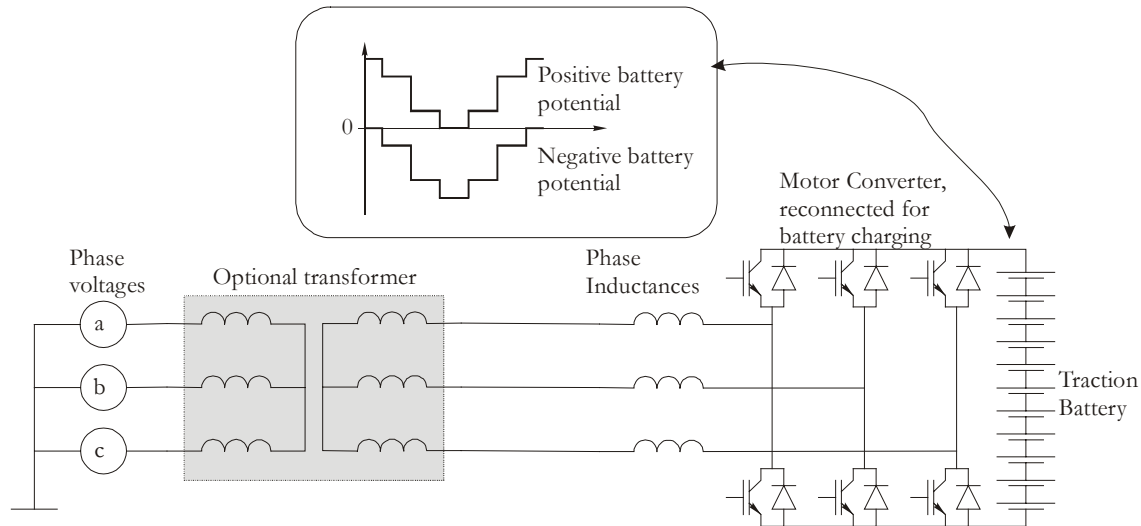 Positive battery
potential
0
Negative battery
potential
Motor Converter,
reconnected for
battery charging
Phase
voltages
Optional transformer
Phase
Inductances
a
b
c
Traction
Battery